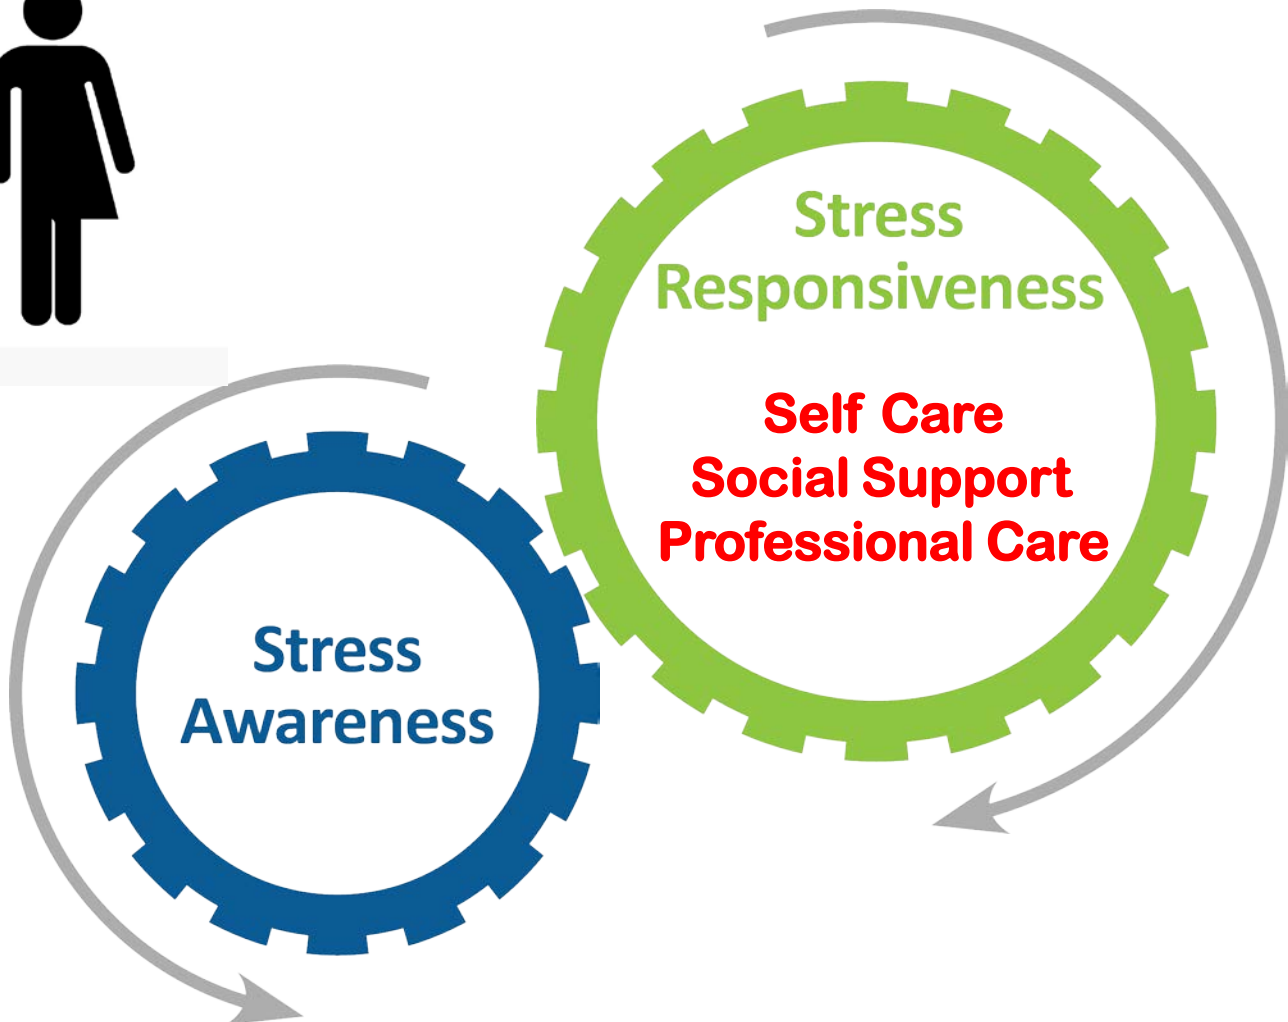 Stress
Responsiveness
Self Care
Social Support
Professional Care
Stress
Awareness